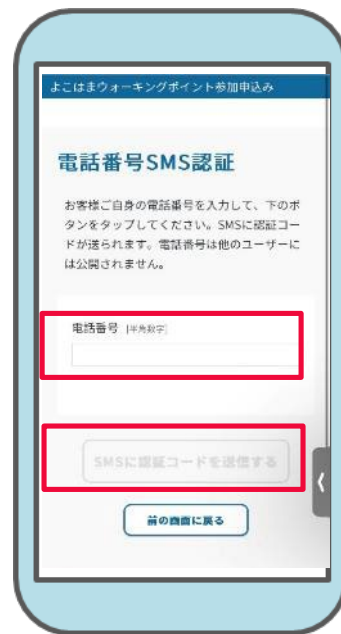 よこはまウォーキングポイント参加申込み
電話番号SMS認証
お客様ご自身の電話番号を入力して、下のボ
タンをタップしてください。SMSに認証コー
ドが送られます。電話番号は他のユーザーに
は公開されません。
電話番号 [半角数字]
SMSに認証コードを送信する
前の画面に戻る